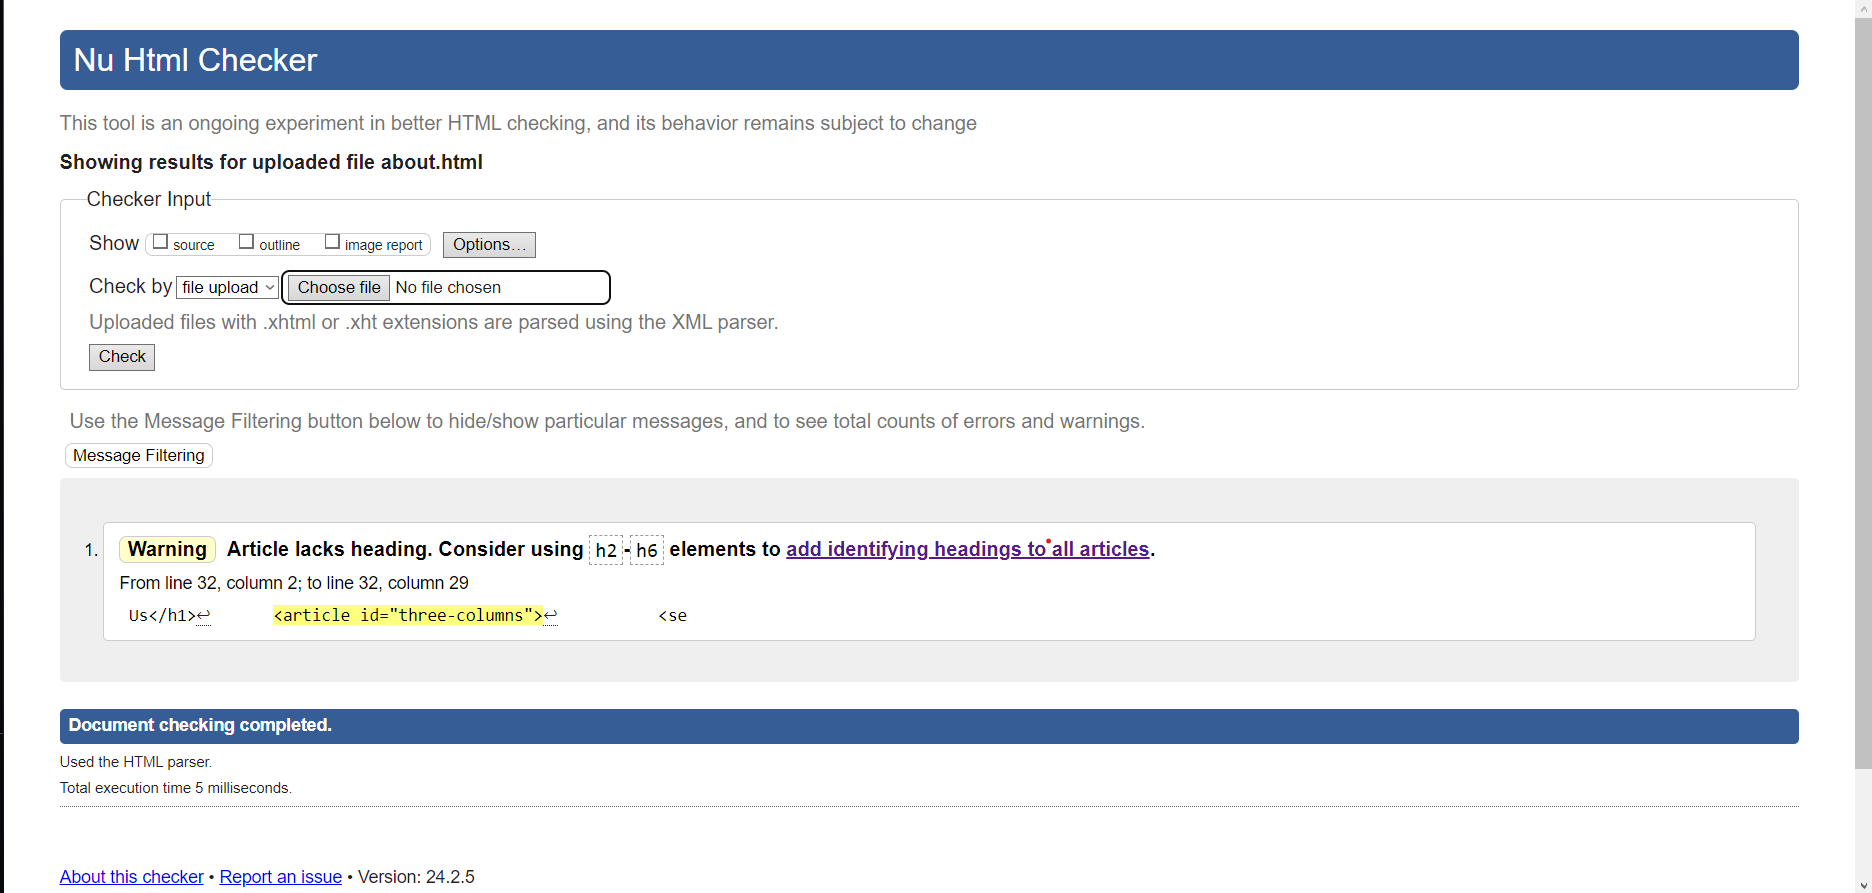 Nu Html Checker
This tool is an ongoing experiment in better HTML checking, and its behavior remains subject to change
Showing results for uploaded file about.html
Checker Input
Show source outline image report Options...
Check by file upload Choose file No file chosen
Uploaded files with .xhtml or .xht extensions are parsed using the XML parser.
Check
Use the Message Filtering button below to hide/show particular messages, and to see total counts of errors and warnings.
Message Filtering
1. Warning Article lacks heading. Consider using h2-h6 elements to add identifying headings to all articles.
From line 32, column 2; to line 32, column 29
Us</h1>↩ <article id="three-columns">↩ <se
Document checking completed.
Used the HTML parser.
Total execution time 5 milliseconds.
About this checker • Report an issue • Version: 24.2.5